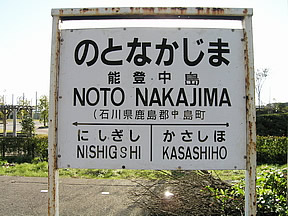 のとなかじま
能登中島
NOTO NAKAJIMA
(石川県鹿島郡中島町
にしぎし かさしほ
NISHIGSHI KASASHIHO